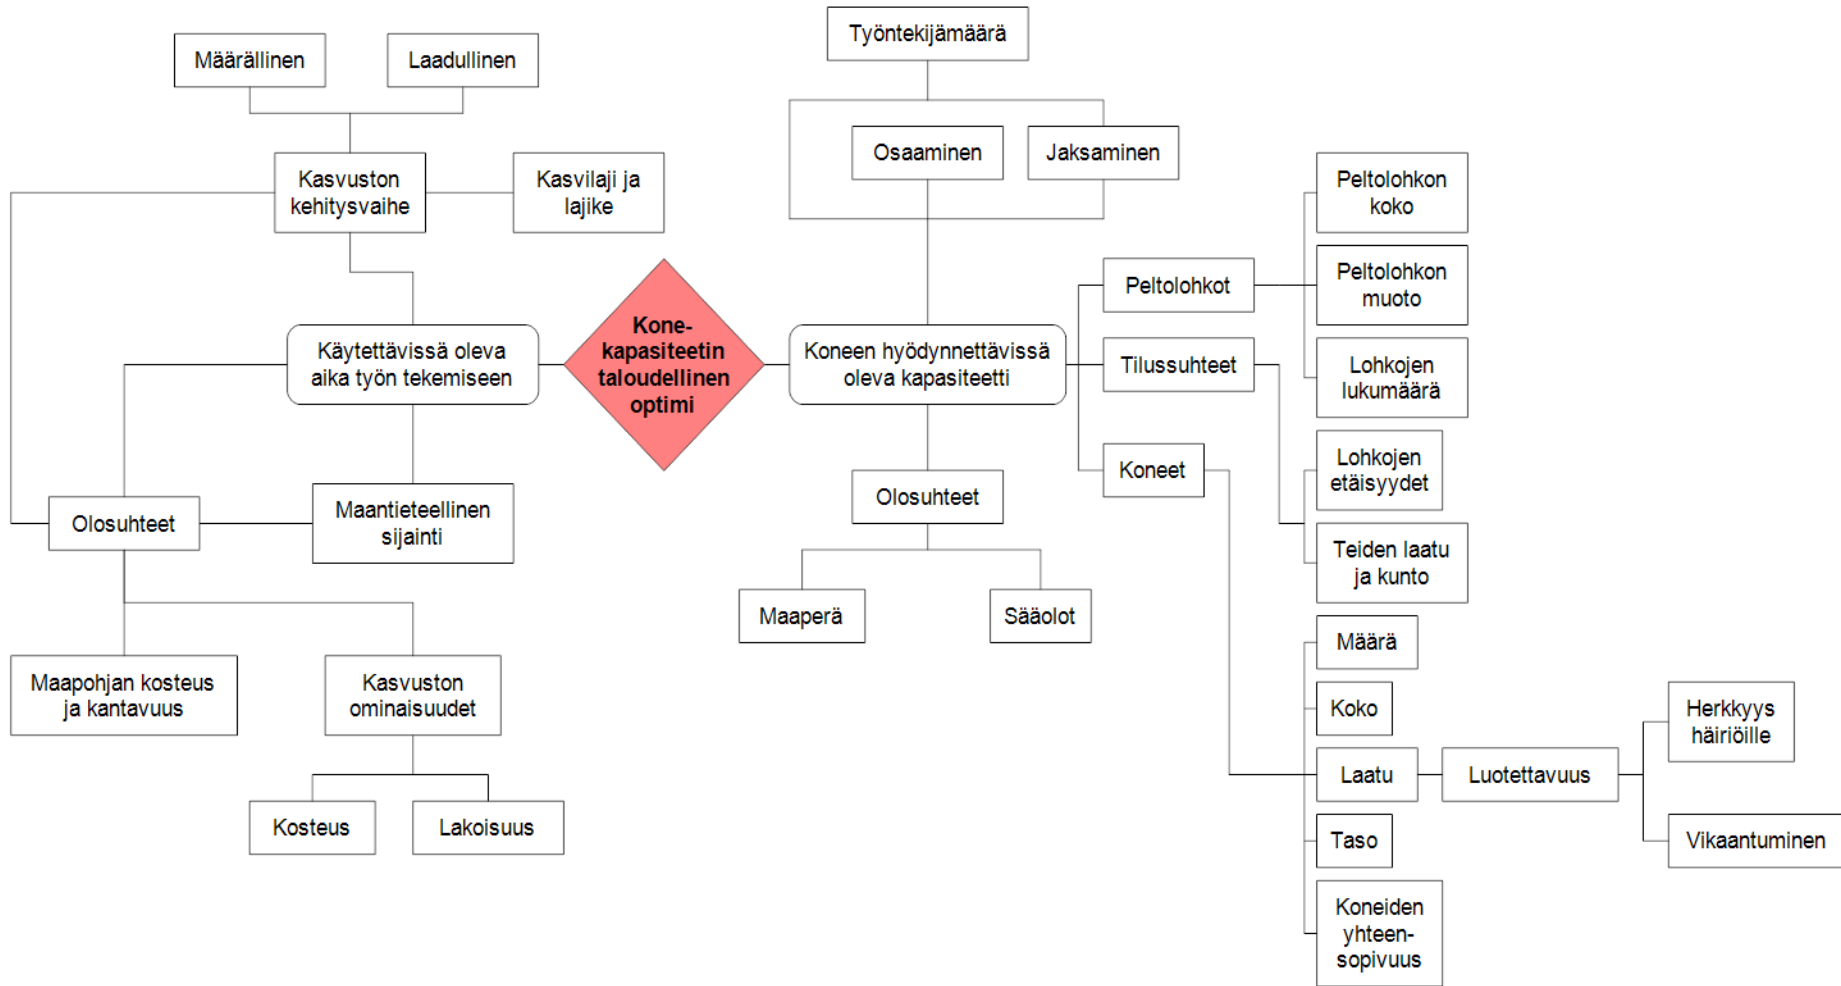 Työntekijämäärä
Määrällinen
Laadullinen
Osaaminen
Jaksaminen
Kasvuston
kehitysvaihe
Kasvilaji ja
lajike
Peltolohkon
koko
Peltolohkot
Peltolohkon
muoto
Käytettävissä oleva
aika työn tekemiseen
Kone-
kapasiteetin
taloudellinen
optimi
Koneen hyödynnettävissä
oleva kapasiteetti
Tilussuhteet
Lohkojen
lukumäärä
Koneet
Lohkojen
etäisyydet
Olosuhteet
Maantieteellinen
sijainti
Olosuhteet
Teiden laatu
ja kunto
Maaperä
Sääolot
Määrä
Maapohjan kosteus
ja kantavuus
Kasvuston
ominaisuudet
Koko
Herkkyys
häiriöille
Laatu
Luotettavuus
Kosteus
Lakoisuus
Taso
Vikaantuminen
Koneiden
yhteen-
sopivuus